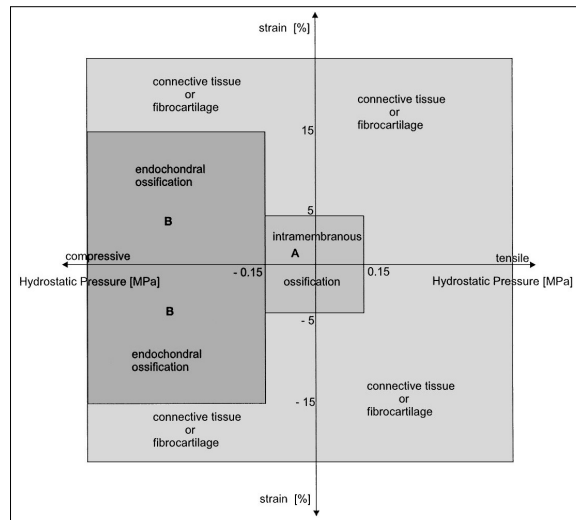 strain [%]
connective tissue
or
fibrocartilage
connective tissue
or
fibrocartilage
15
endochondral
ossification
B
5
intramembranous
A
compressive
tensile
- 0.15
0.15
Hydrostatic Pressure [MPa]
ossification
Hydrostatic Pressure [MPa]
B
- 5
endochondral
ossification
connective tissue
or
fibrocartilage
- 15
connective tissue
or
fibrocartilage
strain [%]